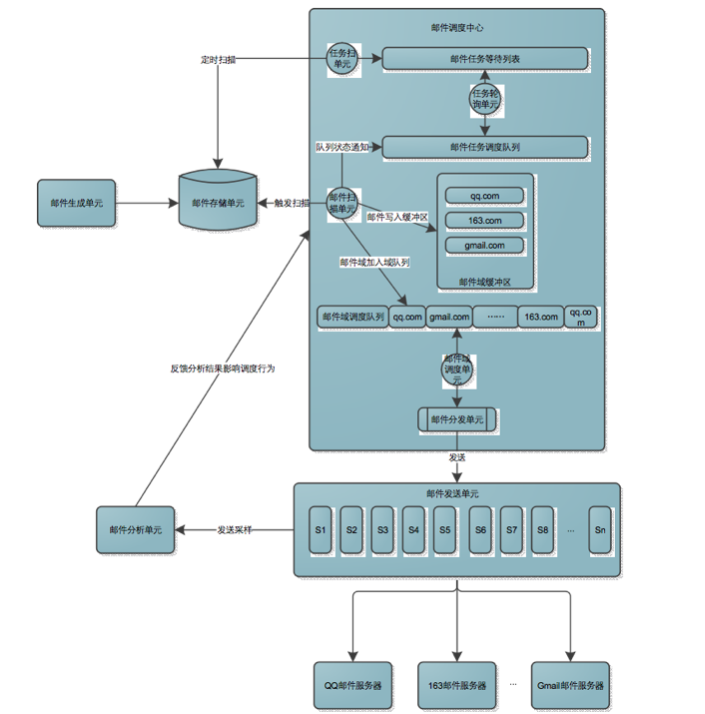 邮件调度中心
定时扫描
任务扫
单元
邮件任务等待列表
任务轮
询单元
队列状态通知
邮件任务调度队列
邮件生成单元
邮件存储单元
触发扫描
邮件扫
描单元
邮件写入缓冲区
qq.com
163.com
gmail.com
邮件域缓冲区
邮件域加入域队列
邮件域调度队列
qq.com
gmail.com
……
163.com
qq.co
m
邮件域
调度单
元
反馈分析结果影响调度行为
邮件分发单元
发送
邮件发送单元
S1
S2
S3
S4
S5
S6
S7
S8
...
Sn
发送采样
邮件分析单元
QQ邮件服务器
163邮件服务器
...
Gmail邮件服务器